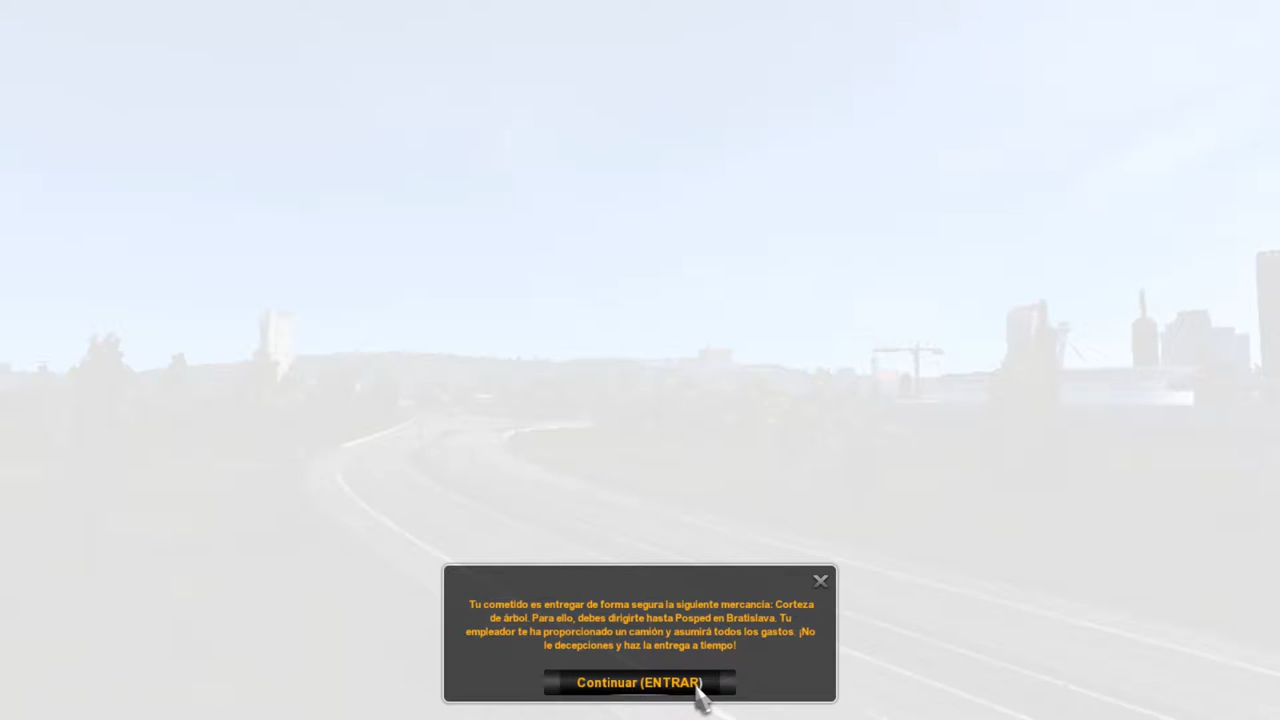 Tu cometido es entregar de forma segura la siguiente mercancía: Corteza
de árbol. Para ello, debes dirigirte hasta Posped en Bratislava. Tu
empleador te ha proporcionado un camión y asumirá todos los gastos. ¡No
le decepciones y haz la entrega a tiempo!
Continuar (ENTRAR)